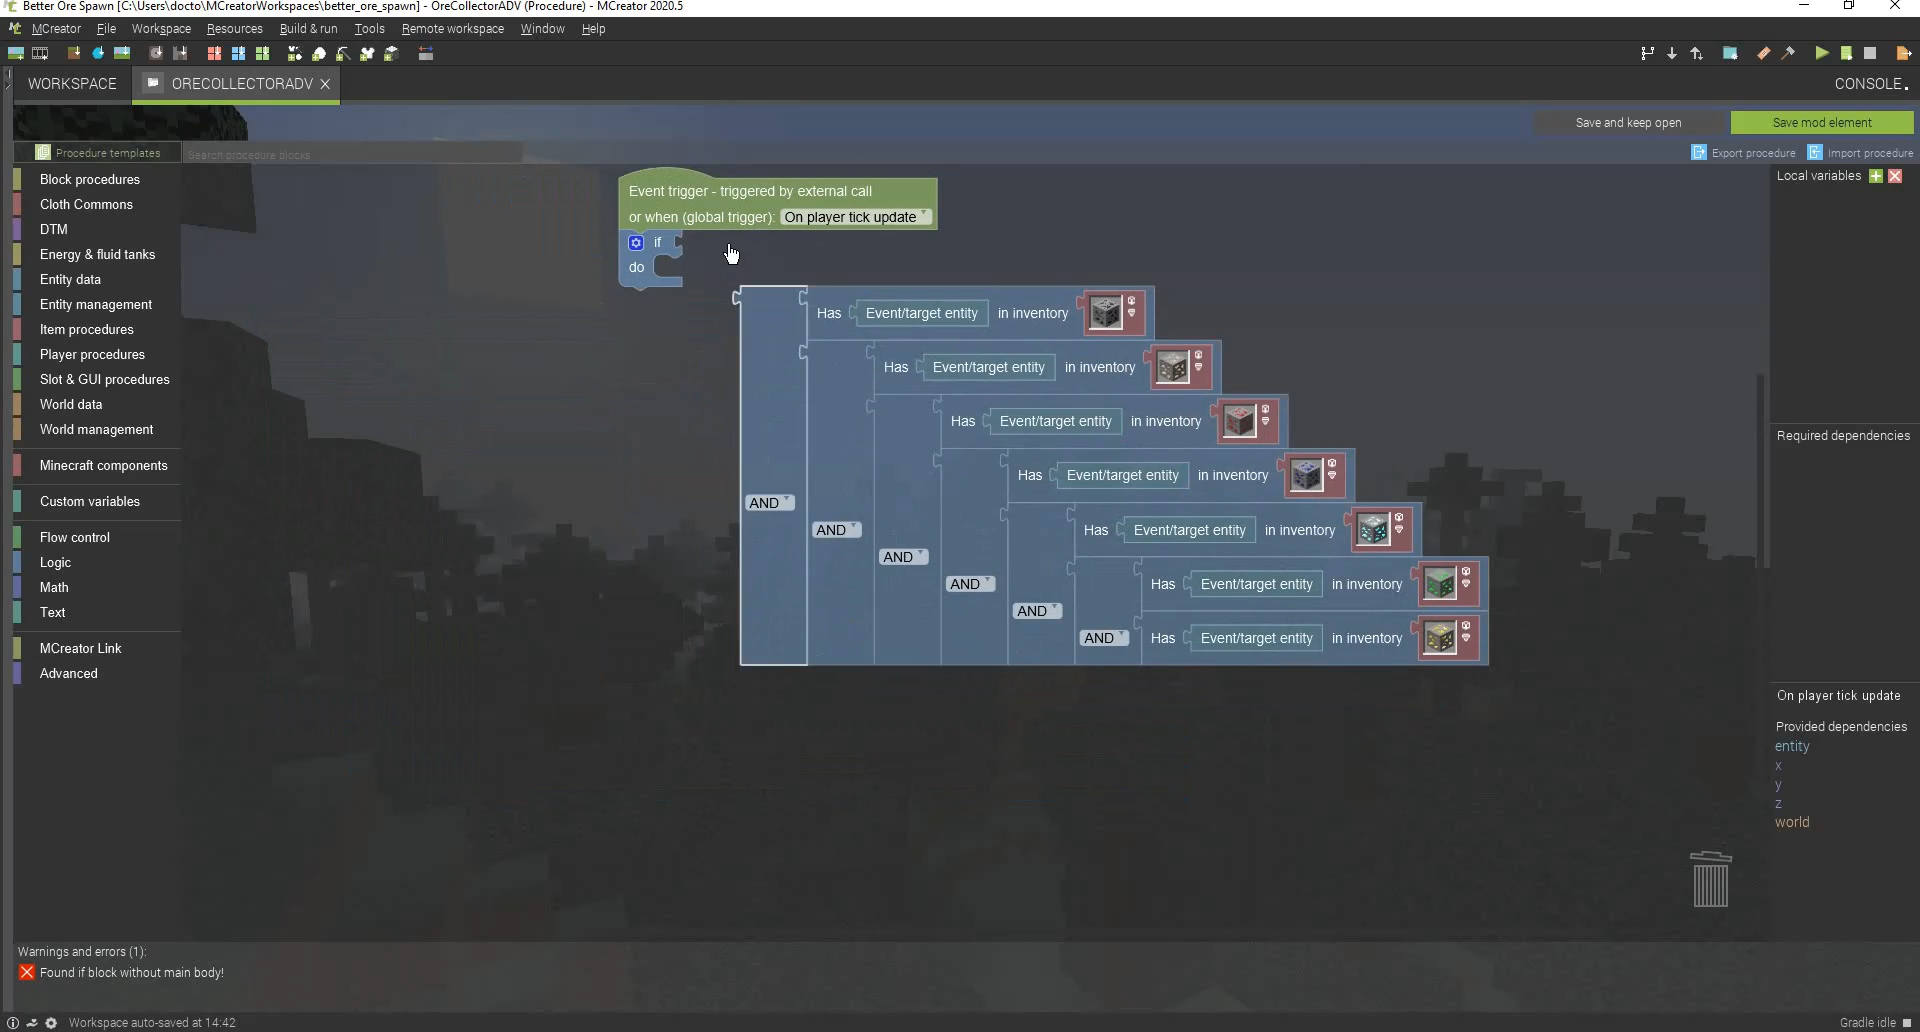 Better Ore Spawn [C:\Users\docto\MCreatorWorkspaces\better_ore_spawn] - OreCollectorADV (Procedure) - MCreator 2020.5
MCreator File Workspace Resources Build & run Tools Remote workspace Window Help
WORKSPACE ORECOLLECTORADV CONSOLE
Save and keep open Save mod element
Procedure templates Search procedure blocks Export procedure Import procedure
Block procedures
Cloth Commons
DTM
Energy & fluid tanks
Entity data
Entity management
Item procedures
Player procedures
Slot & GUI procedures
World data
World management
Minecraft components
Custom variables
Flow control
Logic
Math
Text
MCreator Link
Advanced
Event trigger - triggered by external call
or when (global trigger): On player tick update
if
do
Has Event/target entity in inventory
Has Event/target entity in inventory
Has Event/target entity in inventory
Has Event/target entity in inventory
AND
Has Event/target entity in inventory
AND
AND
Has Event/target entity in inventory
AND
AND
AND Has Event/target entity in inventory
Local variables
Required dependencies
On player tick update
Provided dependencies
entity
x
y
z
world
Warnings and errors (1):
Found if block without main body!
Workspace auto-saved at 14:42 Gradle idle